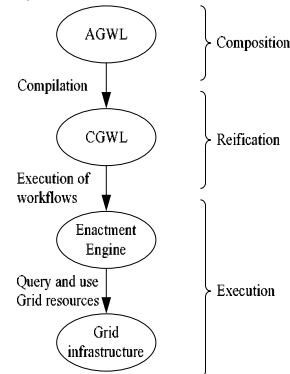 AGWL
Composition
Compilation
CGWL
Reification
Execution of
workflows
Enactment
Engine
Query and use
Grid resources
Execution
Grid
infrastructure